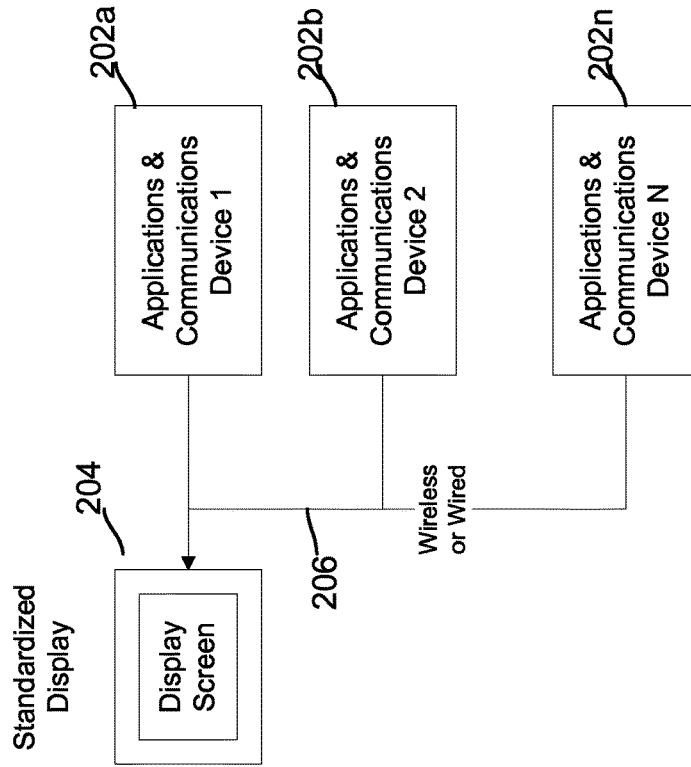 Standardized
Display
204
Display
Screen
206
Wireless
or Wired
202a
Applications &
Communications
Device 1
202b
Applications &
Communications
Device 2
202n
Applications &
Communications
Device N